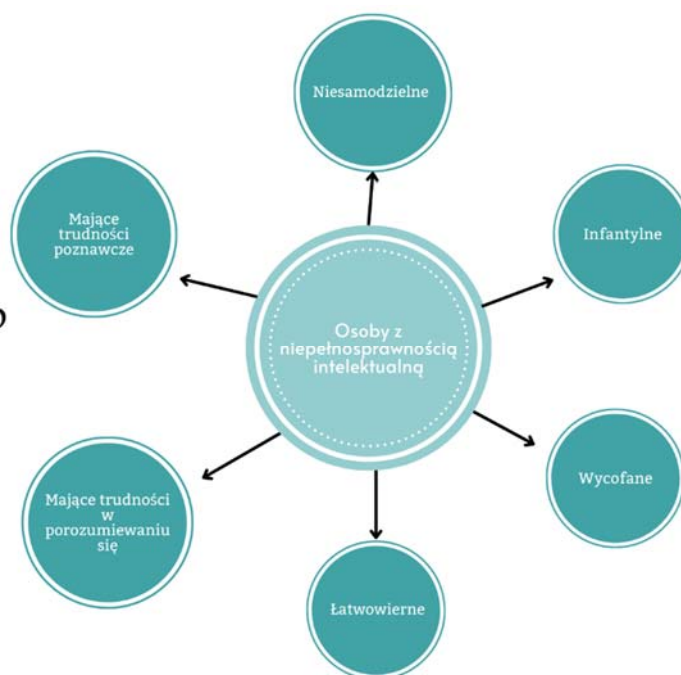 Niesamodzielne
Mające
trudności
poznawcze
Infantylne
Osoby z
niepełnosprawnością
intelektualną
Mające trudności
w
porozumiewaniu
się
Wycofane
Łatwowierne